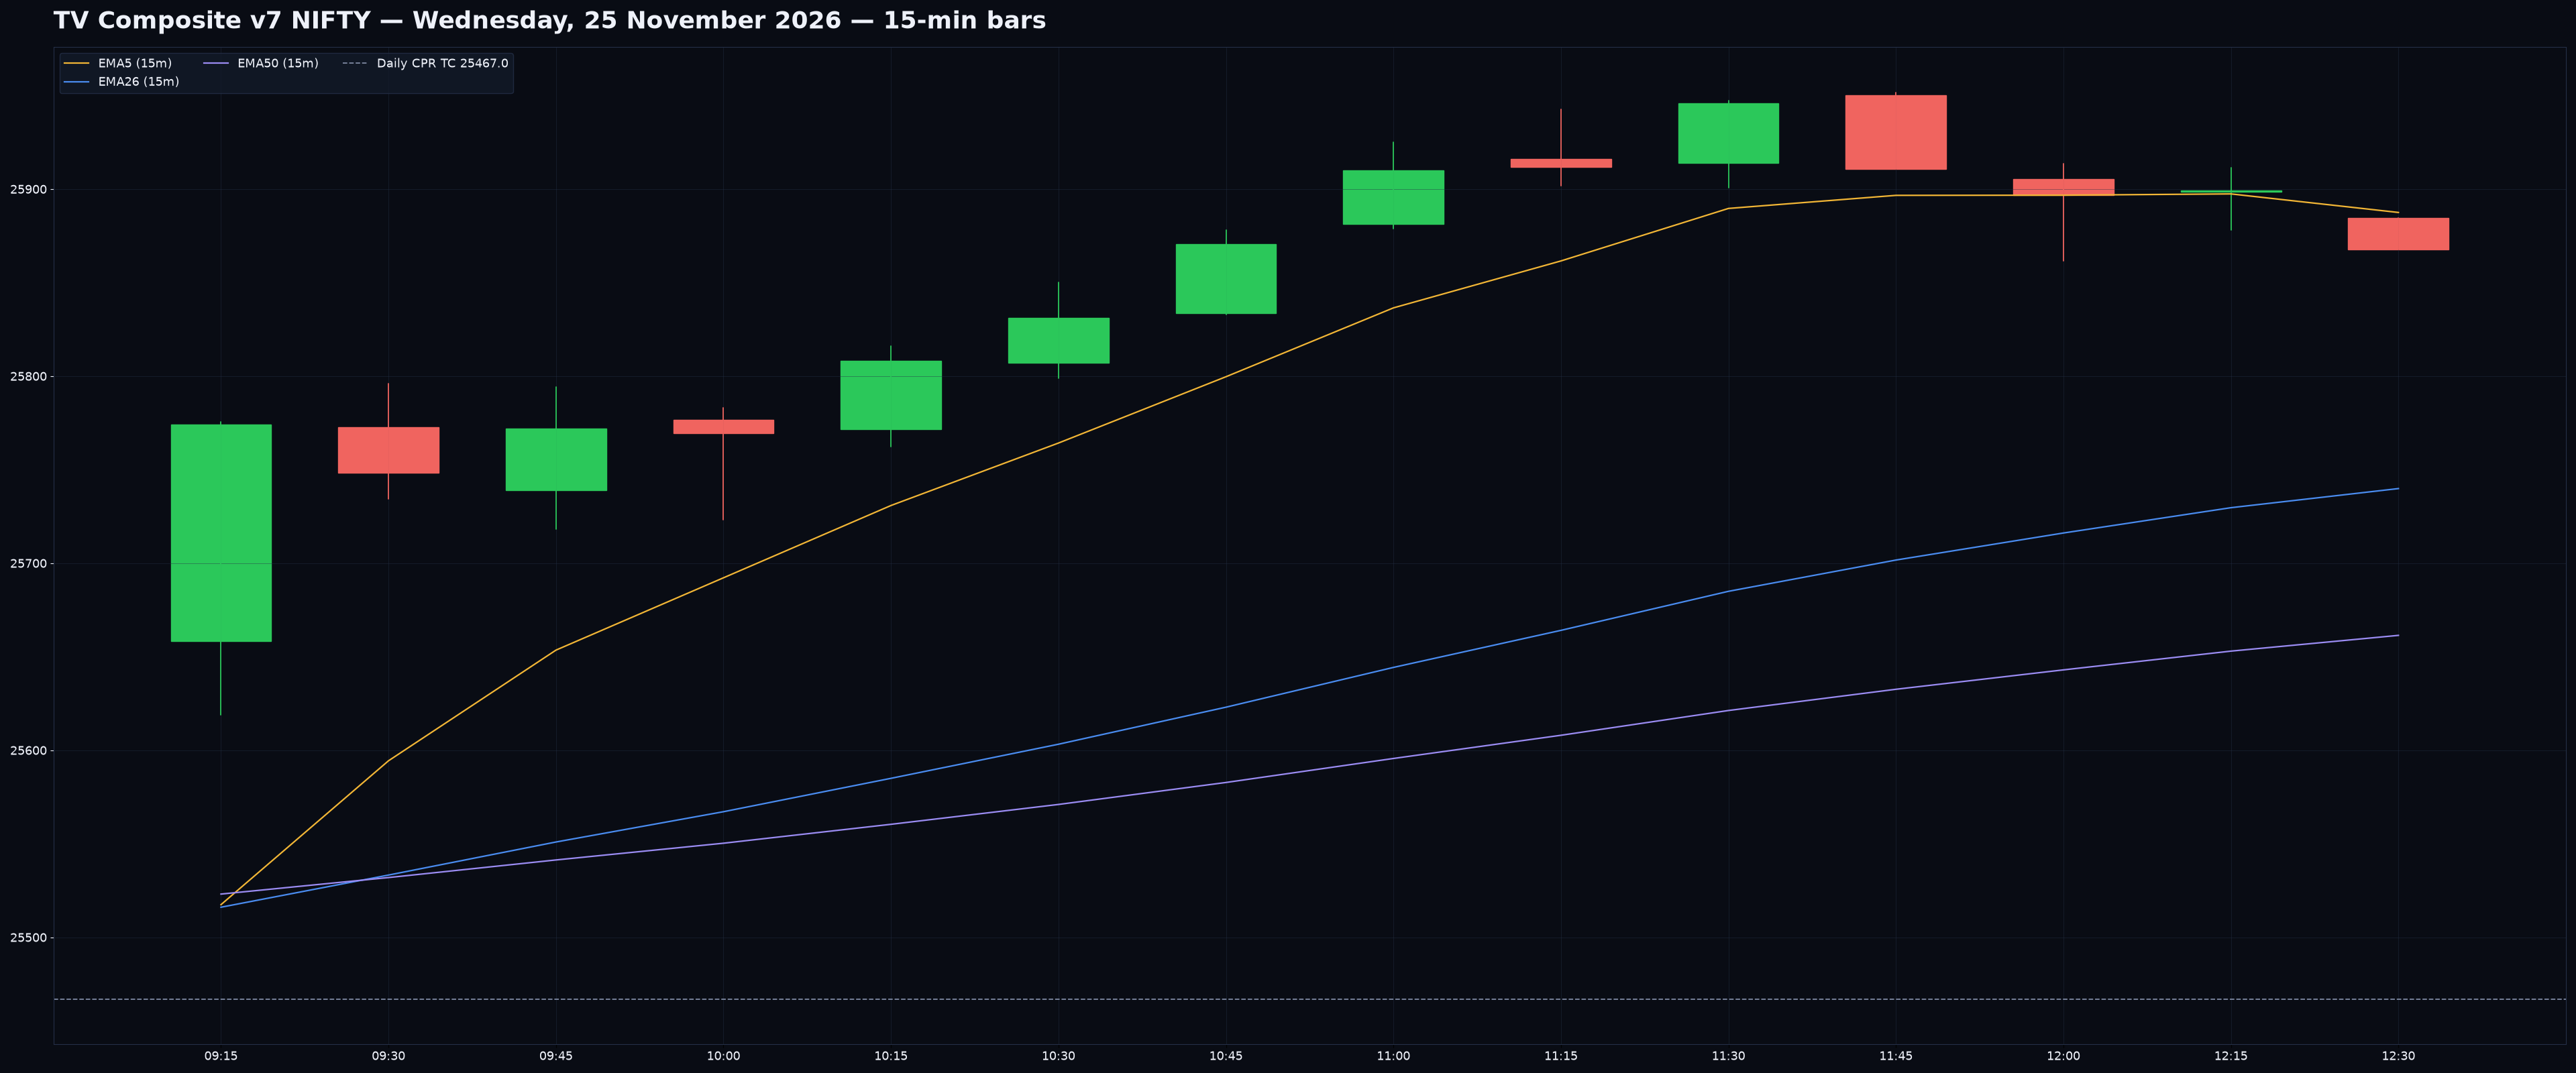 TV Composite v7 NIFTY — Wednesday, 25 November 2026 — 15-min bars
EMA5 (15m) EMA50 (15m) Daily CPR TC 25467.0
EMA26 (15m)
25900
25800
25700
25600
25500
09:15 09:30 09:45 10:00 10:15 10:30 10:45 11:00 11:15 11:30 11:45 12:00 12:15 12:30